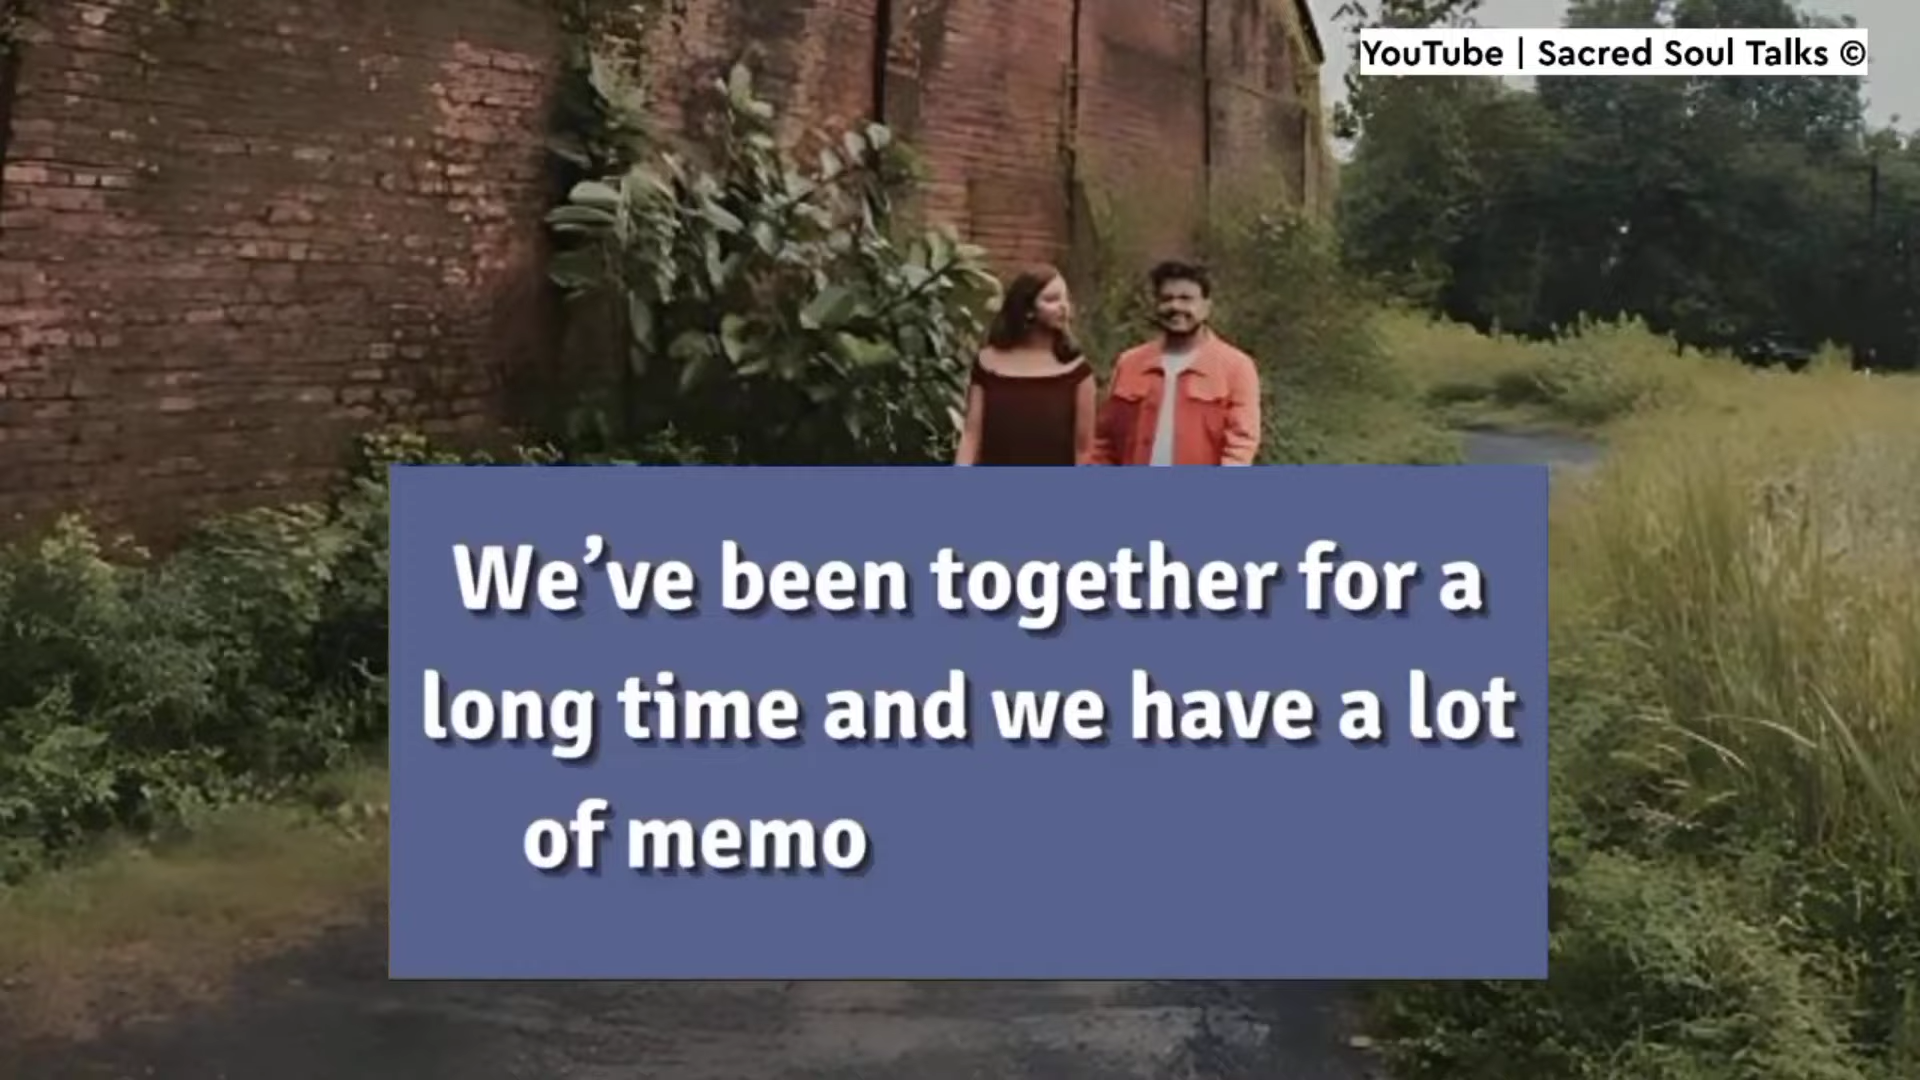 YouTube | Sacred Soul Talks ©
We’ve been together for a
long time and we have a lot
of memo